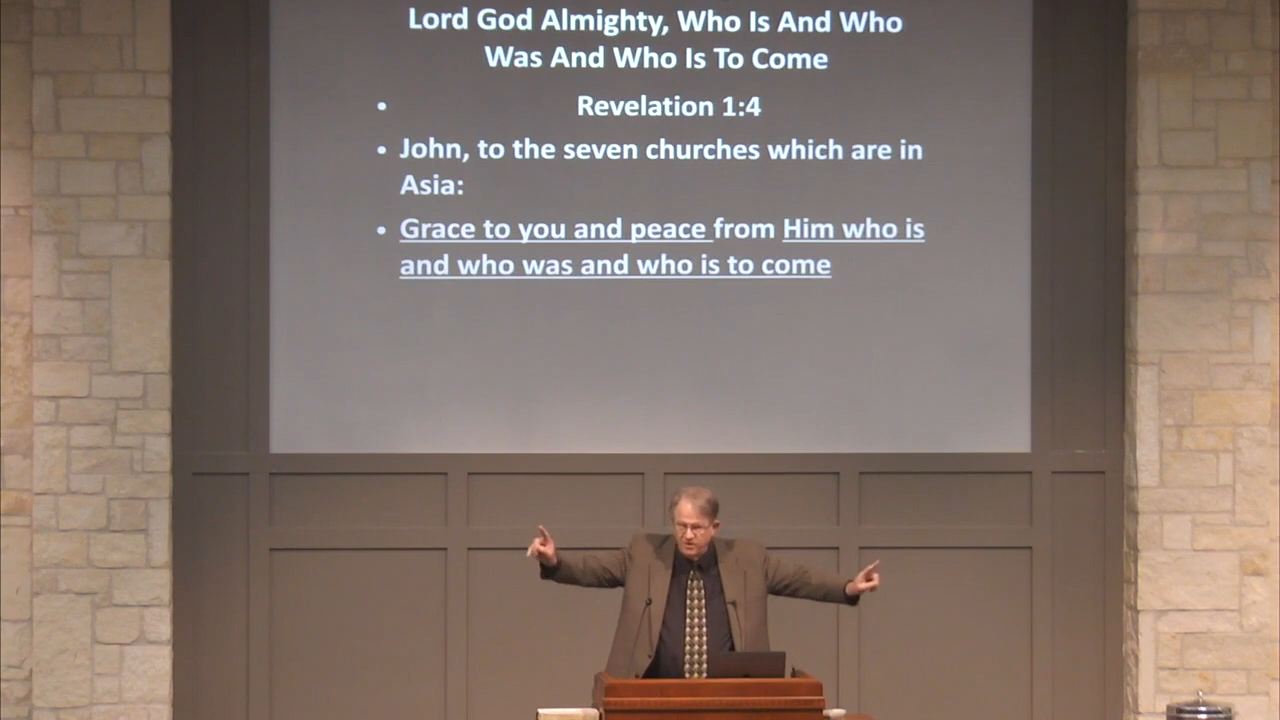 Lord God Almighty, Who Is And Who
Was And Who Is To Come
• Revelation 1:4
• John, to the seven churches which are in
Asia:
• Grace to you and peace from Him who is
and who was and who is to come